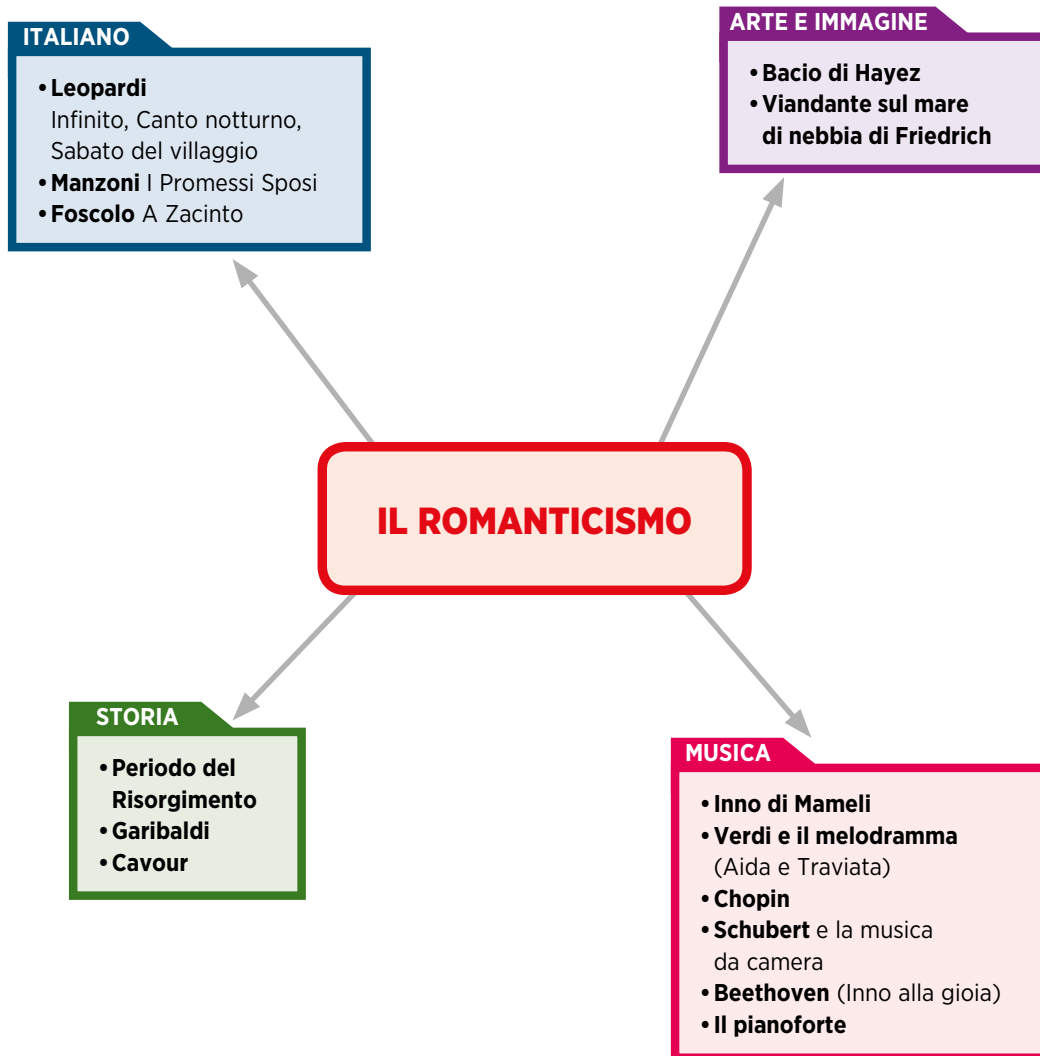 ITALIANO
• Leopardi
Infinito, Canto notturno,
Sabato del villaggio
• Manzoni I Promessi Sposi
• Foscolo A Zacinto
ARTE E IMMAGINE
• Bacio di Hayez
• Viandante sul mare
di nebbia di Friedrich
IL ROMANTICISMO
STORIA
• Periodo del
Risorgimento
• Garibaldi
• Cavour
MUSICA
• Inno di Mameli
• Verdi e il melodramma
(Aida e Traviata)
• Chopin
• Schubert e la musica
da camera
• Beethoven (Inno alla gioia)
• Il pianoforte